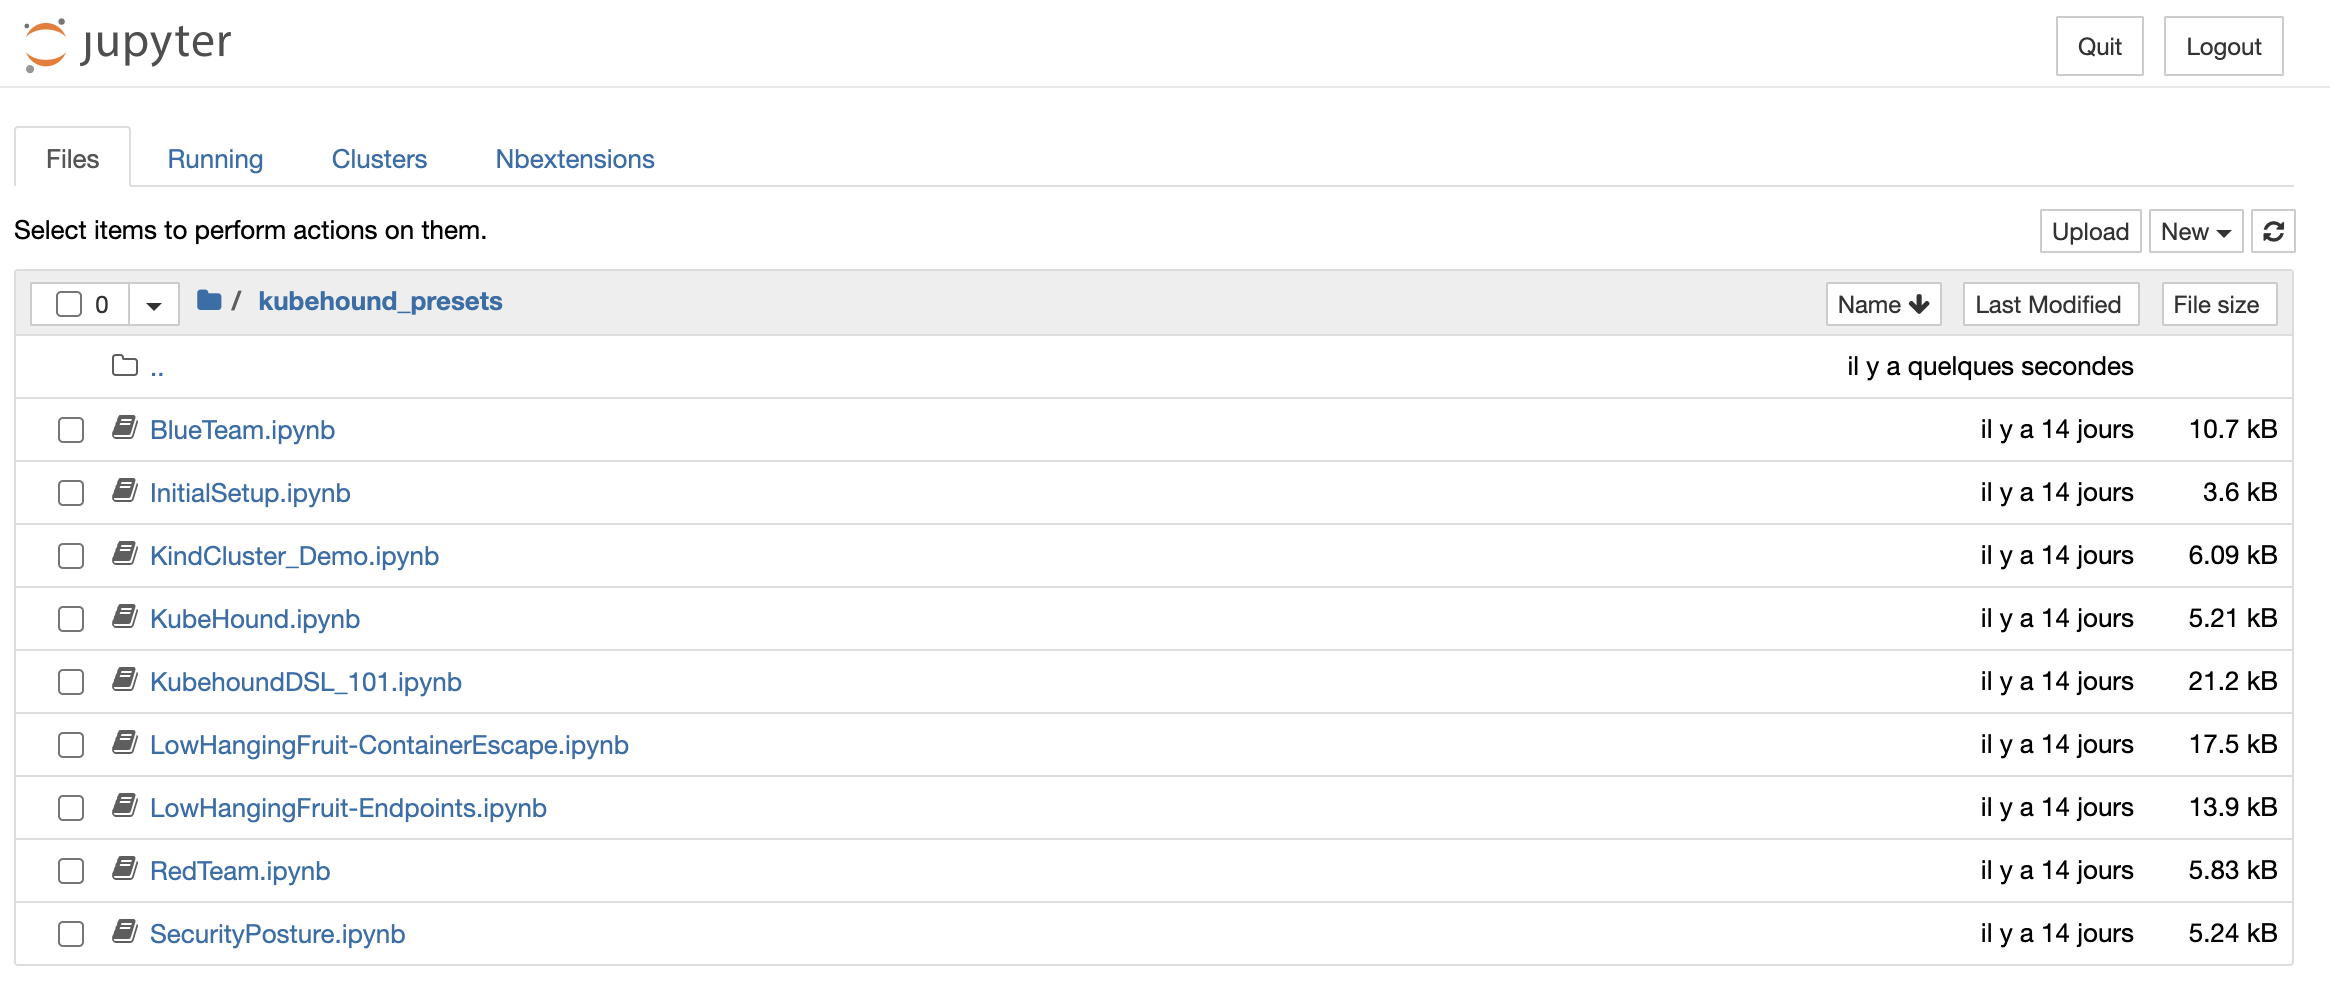 jupyter
Quit Logout
Files Running Clusters Nbextensions
Select items to perform actions on them. Upload New
0 / kubehound_presets Name Last Modified File size
.. il y a quelques secondes
BlueTeam.ipynb il y a 14 jours 10.7 kB
InitialSetup.ipynb il y a 14 jours 3.6 kB
KindCluster_Demo.ipynb il y a 14 jours 6.09 kB
KubeHound.ipynb il y a 14 jours 5.21 kB
KubehoundDSL_101.ipynb il y a 14 jours 21.2 kB
LowHangingFruit-ContainerEscape.ipynb il y a 14 jours 17.5 kB
LowHangingFruit-Endpoints.ipynb il y a 14 jours 13.9 kB
RedTeam.ipynb il y a 14 jours 5.83 kB
SecurityPosture.ipynb il y a 14 jours 5.24 kB